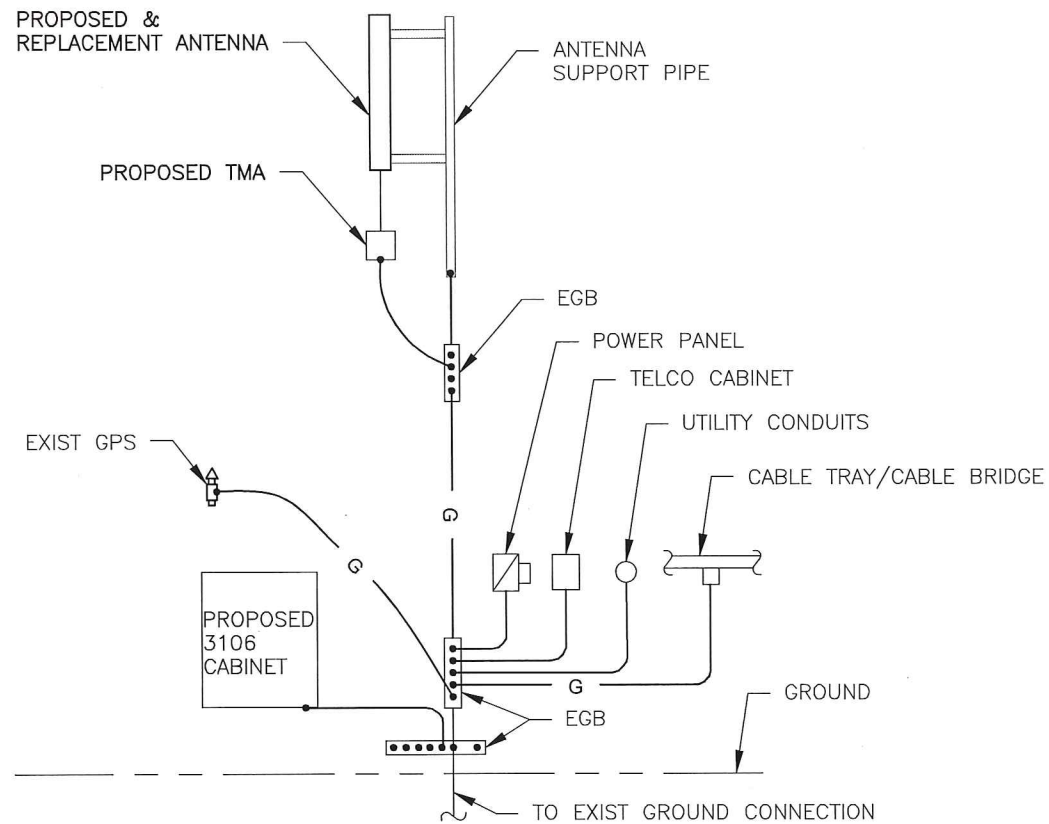 PROPOSED &
REPLACEMENT ANTENNA
ANTENNA
SUPPORT PIPE
PROPOSED TMA
EGB
POWER PANEL
TELCO CABINET
UTILITY CONDUITS
EXIST GPS
CABLE TRAY/CABLE BRIDGE
G
G
PROPOSED
3106
CABINET
G
GROUND
EGB
TO EXIST GROUND CONNECTION